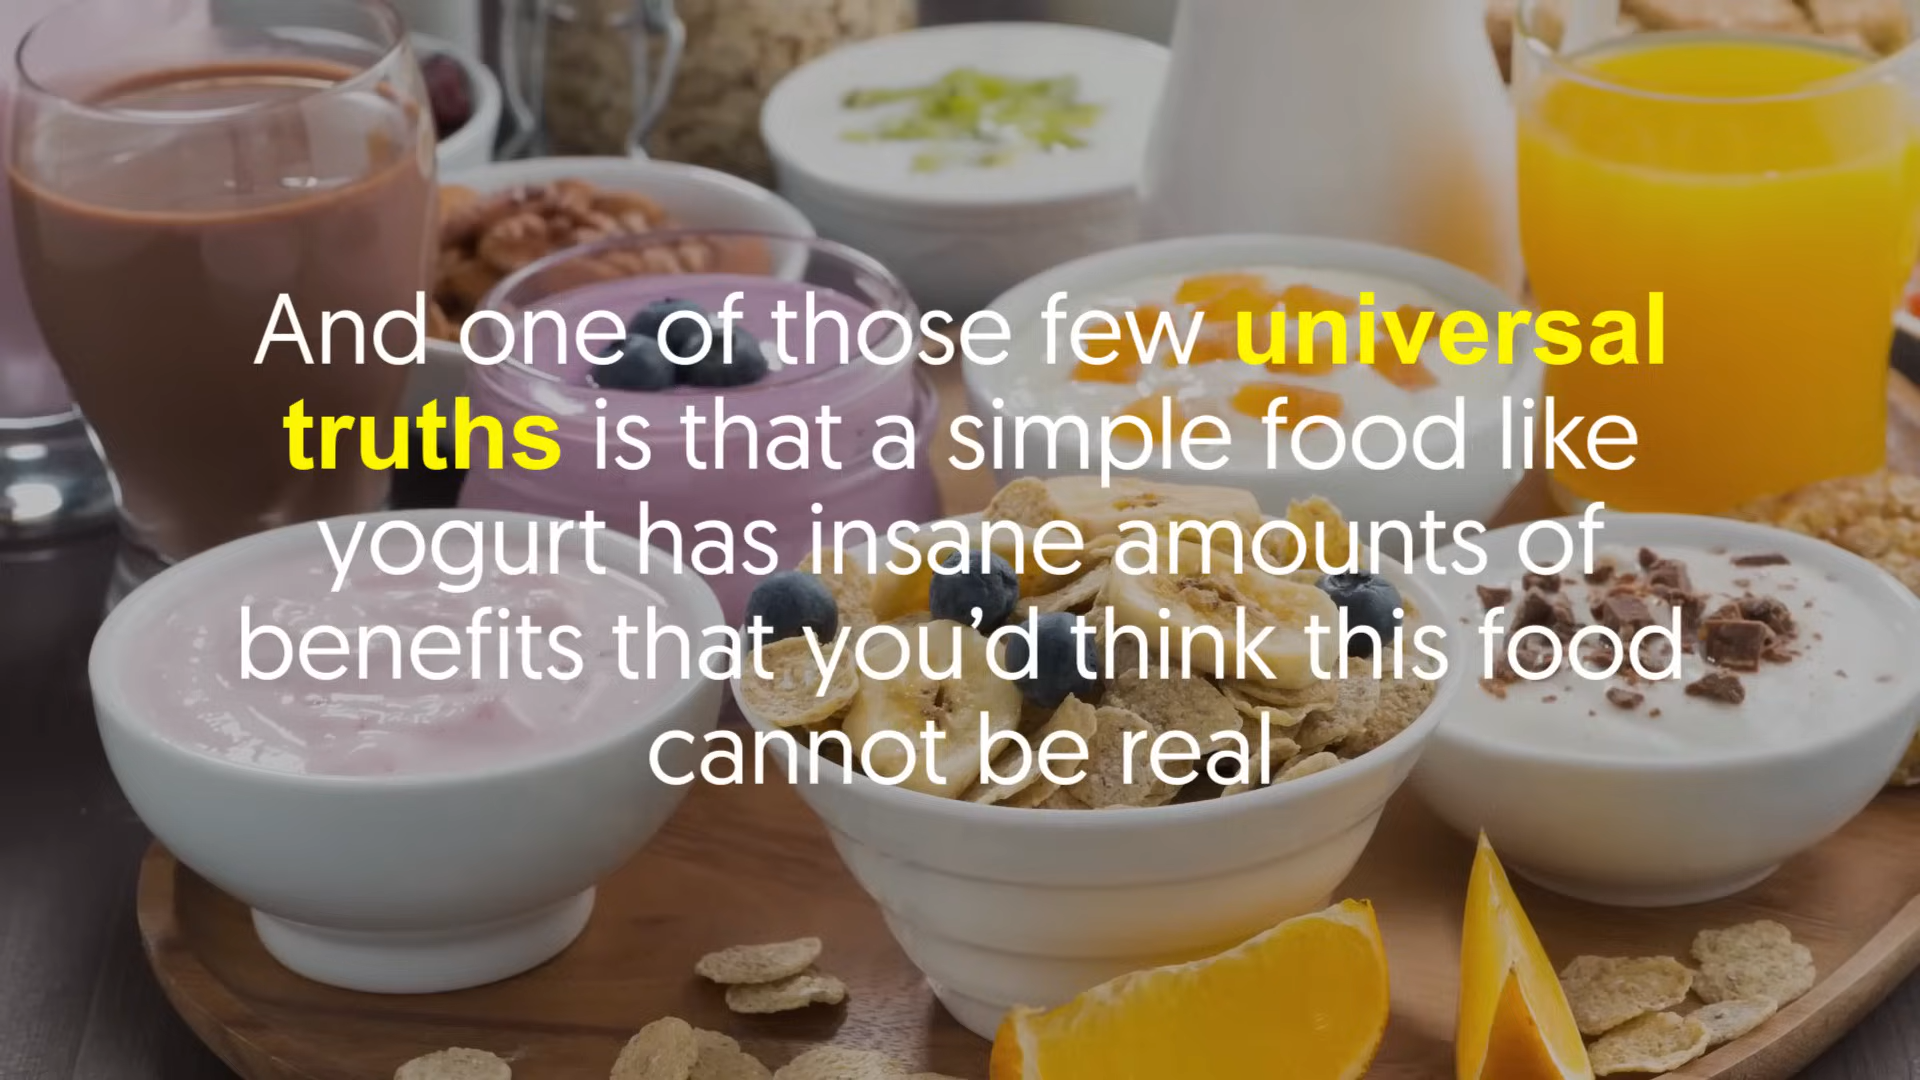 And one of those few universal
truths is that a simple food like
yogurt has insane amounts of
benefits that you’d think this food
cannot be real